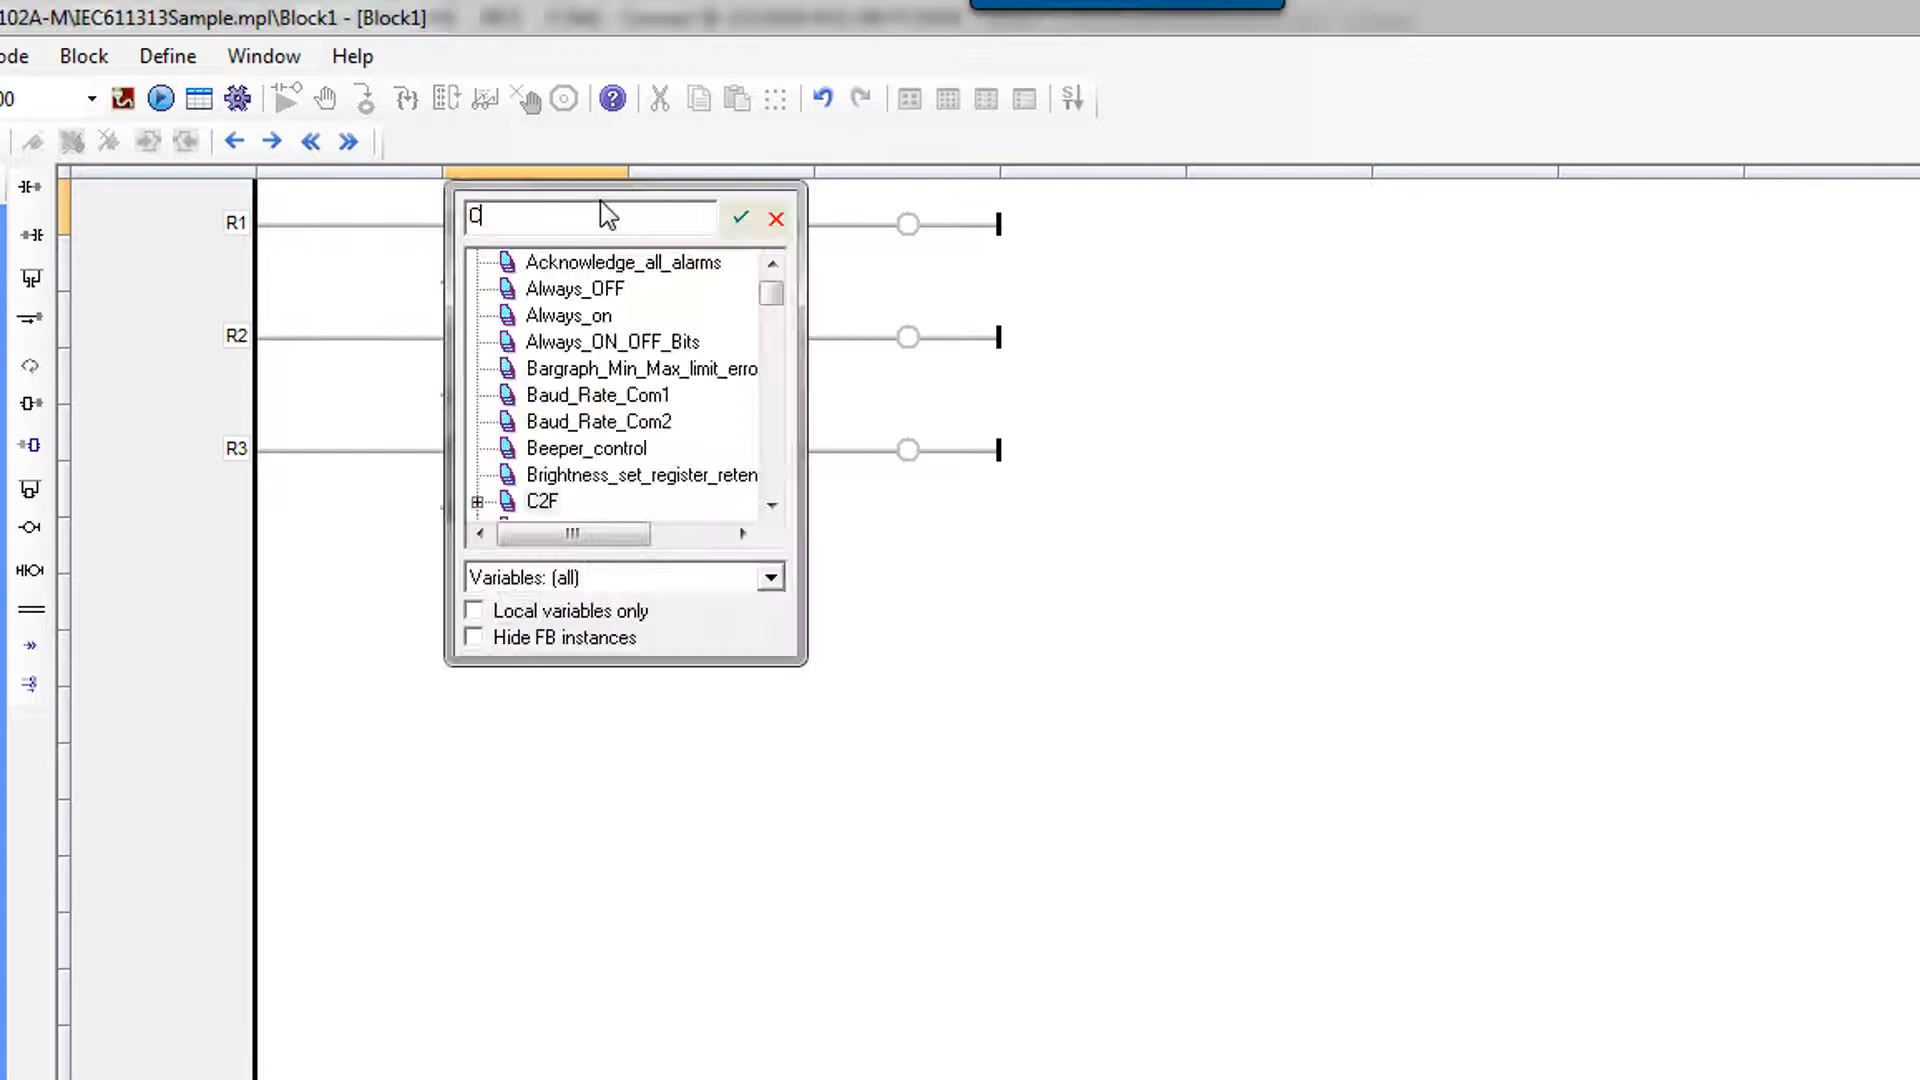 102A-M\IEC611313Sample.mpl\Block1 - [Block1]
ode Block Define Window Help
00
R1
C
Acknowledge_all_alarms
Always_OFF
Always_on
R2
Always_ON_OFF_Bits
Bargraph_Min_Max_limit_erro
Baud_Rate_Com1
Baud_Rate_Com2
R3
Beeper_control
Brightness_set_register_reten
C2F
Variables: (all)
Local variables only
Hide FB instances